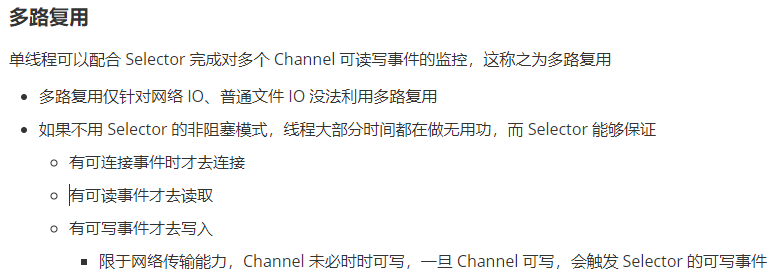 多路复用
单线程可以配合 Selector 完成对多个 Channel 可读写事件的监控，这称之为多路复用
多路复用仅针对网络 IO、普通文件 IO 没法利用多路复用
如果不用 Selector 的非阻塞模式，线程大部分时间都在做无用功，而 Selector 能够保证
有可连接事件时才去连接
有可读事件才去读取
有可写事件才去写入
限于网络传输能力，Channel 未必时时可写，一旦 Channel 可写，会触发 Selector 的可写事件